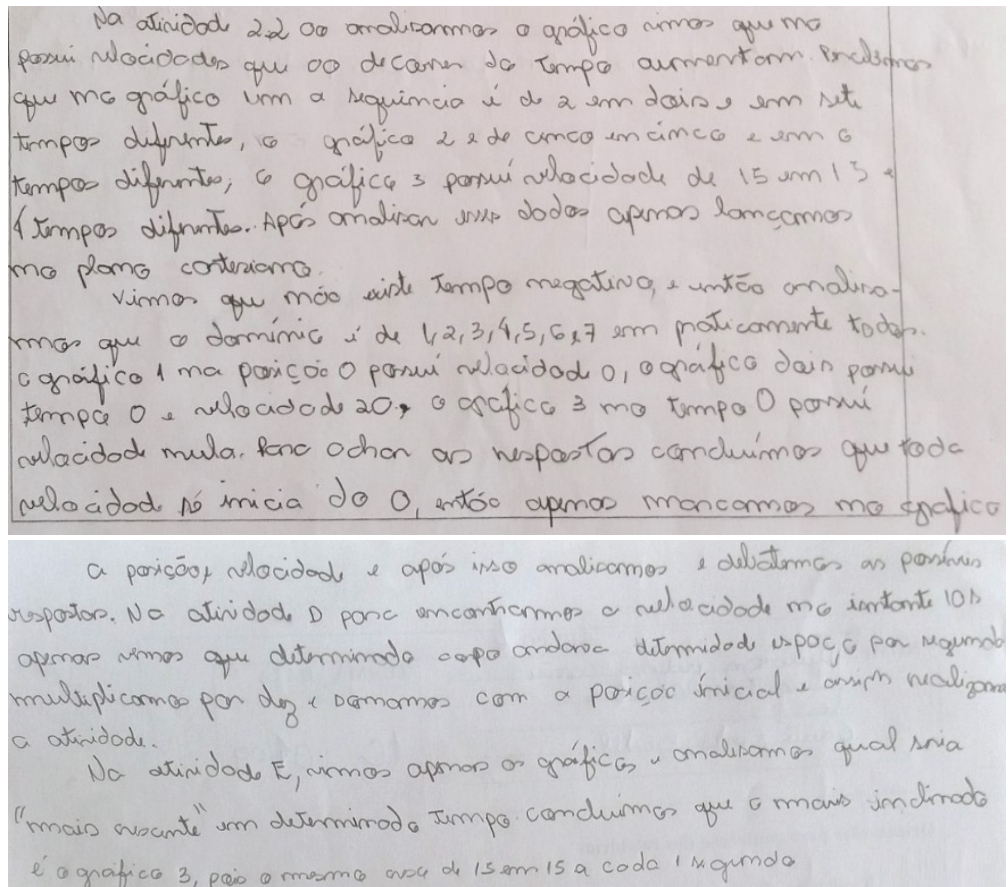 Na atividad 2.2 ao analisarmos o gráfico vimos que no
possui velocidades que ao decorrer do tempo aumentam. Percebemos
que no gráfico um a sequência é de 2 em dois e em sete
tempos diferentes, o gráfico 2 é de cinco em cinco e em 6
tempos diferentes, o gráfico 3 possui velocidade de 15 em 15 e
4 tempos diferentes. Após analisar esses dados apenas lançamos
no plano cartesiano.
Vimos que não existe tempo negativo, e então analisa-
mos que o domínio é de 1,2,3,4,5,6,7 em praticamente todos.
O gráfico 1 na posição 0 possui velocidad 0, o gráfico dois possui
tempo 0 e velocidade 20, o gráfico 3 no tempo 0 possui
velocidad nula. Para achar as respostas concluímos que toda
velocidad só inicia do 0, então apenas marcamos no gráfico
a posição, velocidad e após isso analisamos e debatemos as possíveis
respostas. Na atividade D para encontrarmos a velocidade no instante 10s
apenas vimos que determinado corpo andava determidade espaço por segundo
multiplicamos por dez e somamos com a posição inicial e assim realizamos
a atividade.
Na atividade E, vimos apenas os gráficos e analisamos qual seria
"mais avante" em determinado tempo concluímos que o mais inclinado
é o gráfico 3, pois o mesmo de 15 em 15 a cada 1 segundo